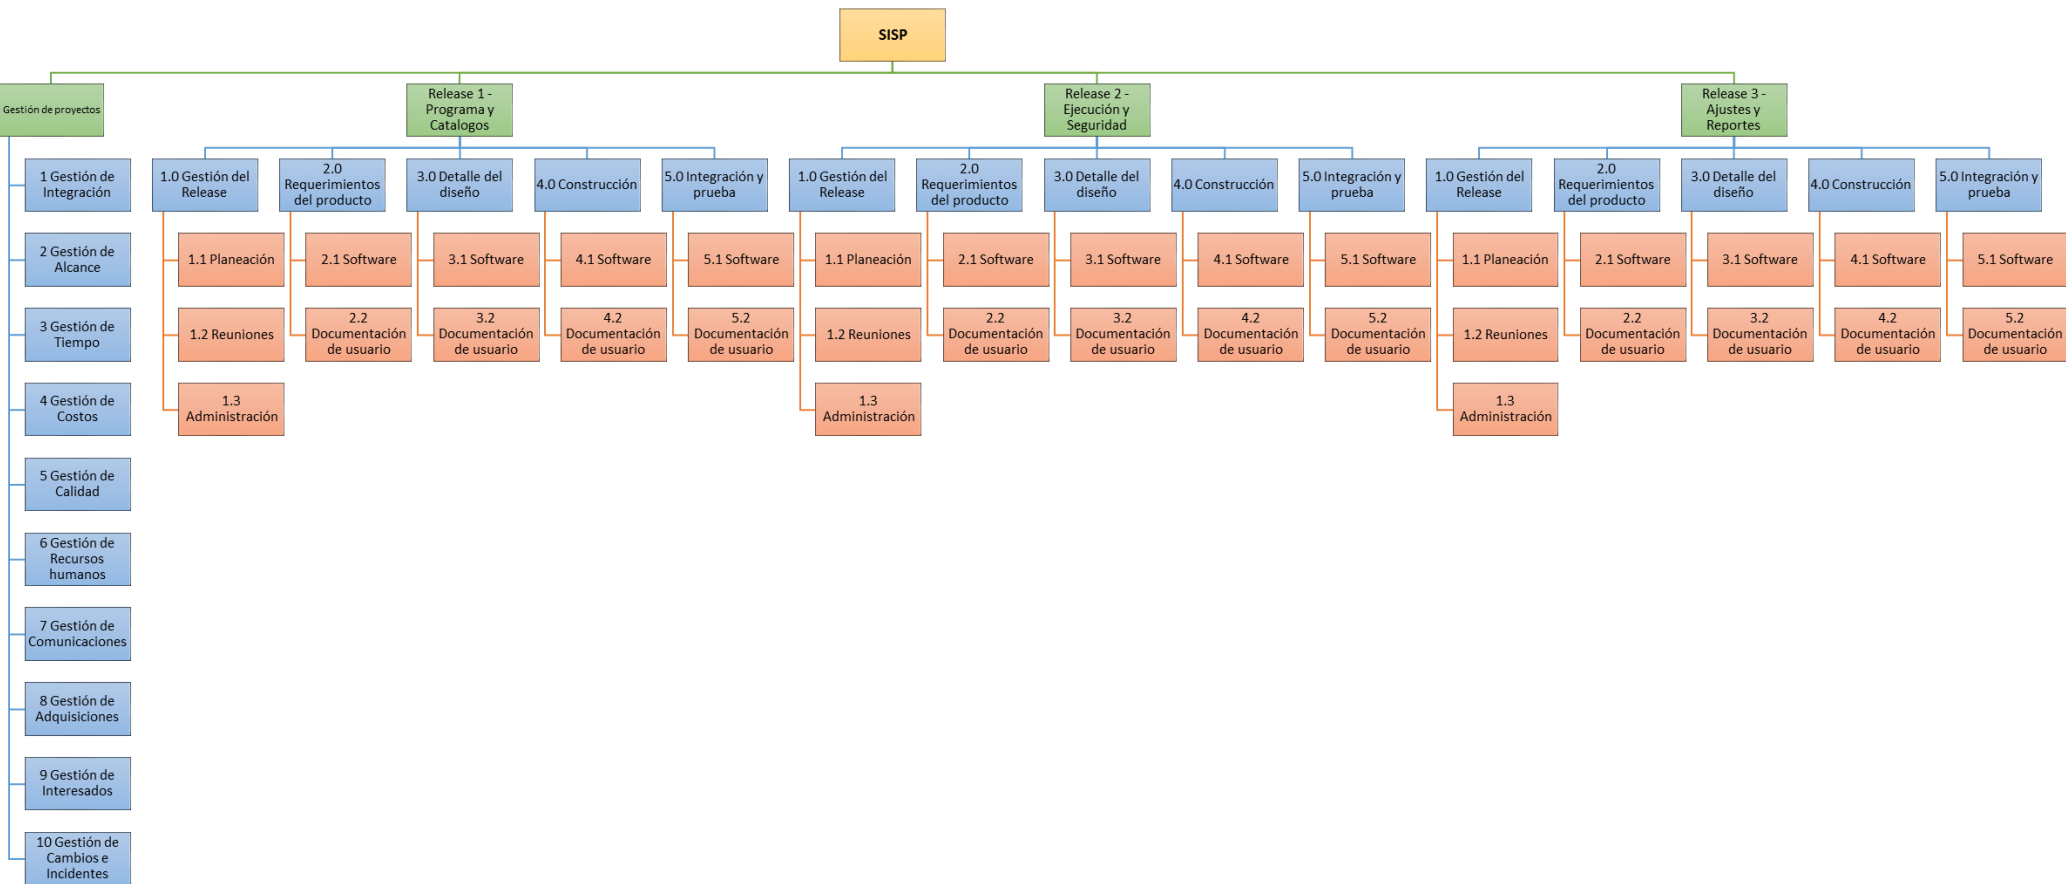 SISP
Gestión de proyectos
Release 1 -
Programa y
Catalogos
Release 2 -
Ejecución y
Seguridad
Release 3 -
Ajustes y
Reportes
1 Gestión de
Integración
2 Gestión de
Alcance
3 Gestión de
Tiempo
4 Gestión de
Costos
5 Gestión de
Calidad
6 Gestión de
Recursos
humanos
7 Gestión de
Comunicaciones
8 Gestión de
Adquisiciones
9 Gestión de
Interesados
10 Gestión de
Cambios e
Incidentes
1.0 Gestión del
Release
1.1 Planeación
1.2 Reuniones
1.3
Administración
2.0
Requerimientos
del producto
2.1 Software
2.2
Documentación
de usuario
3.0 Detalle del
diseño
3.1 Software
3.2
Documentación
de usuario
4.0 Construcción
4.1 Software
4.2
Documentación
de usuario
5.0 Integración y
prueba
5.1 Software
5.2
Documentación
de usuario
1.0 Gestión del
Release
1.1 Planeación
1.2 Reuniones
1.3
Administración
2.0
Requerimientos
del producto
2.1 Software
2.2
Documentación
de usuario
3.0 Detalle del
diseño
3.1 Software
3.2
Documentación
de usuario
4.0 Construcción
4.1 Software
4.2
Documentación
de usuario
5.0 Integración y
prueba
5.1 Software
5.2
Documentación
de usuario
1.0 Gestión del
Release
1.1 Planeación
1.2 Reuniones
1.3
Administración
2.0
Requerimientos
del producto
2.1 Software
2.2
Documentación
de usuario
3.0 Detalle del
diseño
3.1 Software
3.2
Documentación
de usuario
4.0 Construcción
4.1 Software
4.2
Documentación
de usuario
5.0 Integración y
prueba
5.1 Software
5.2
Documentación
de usuario